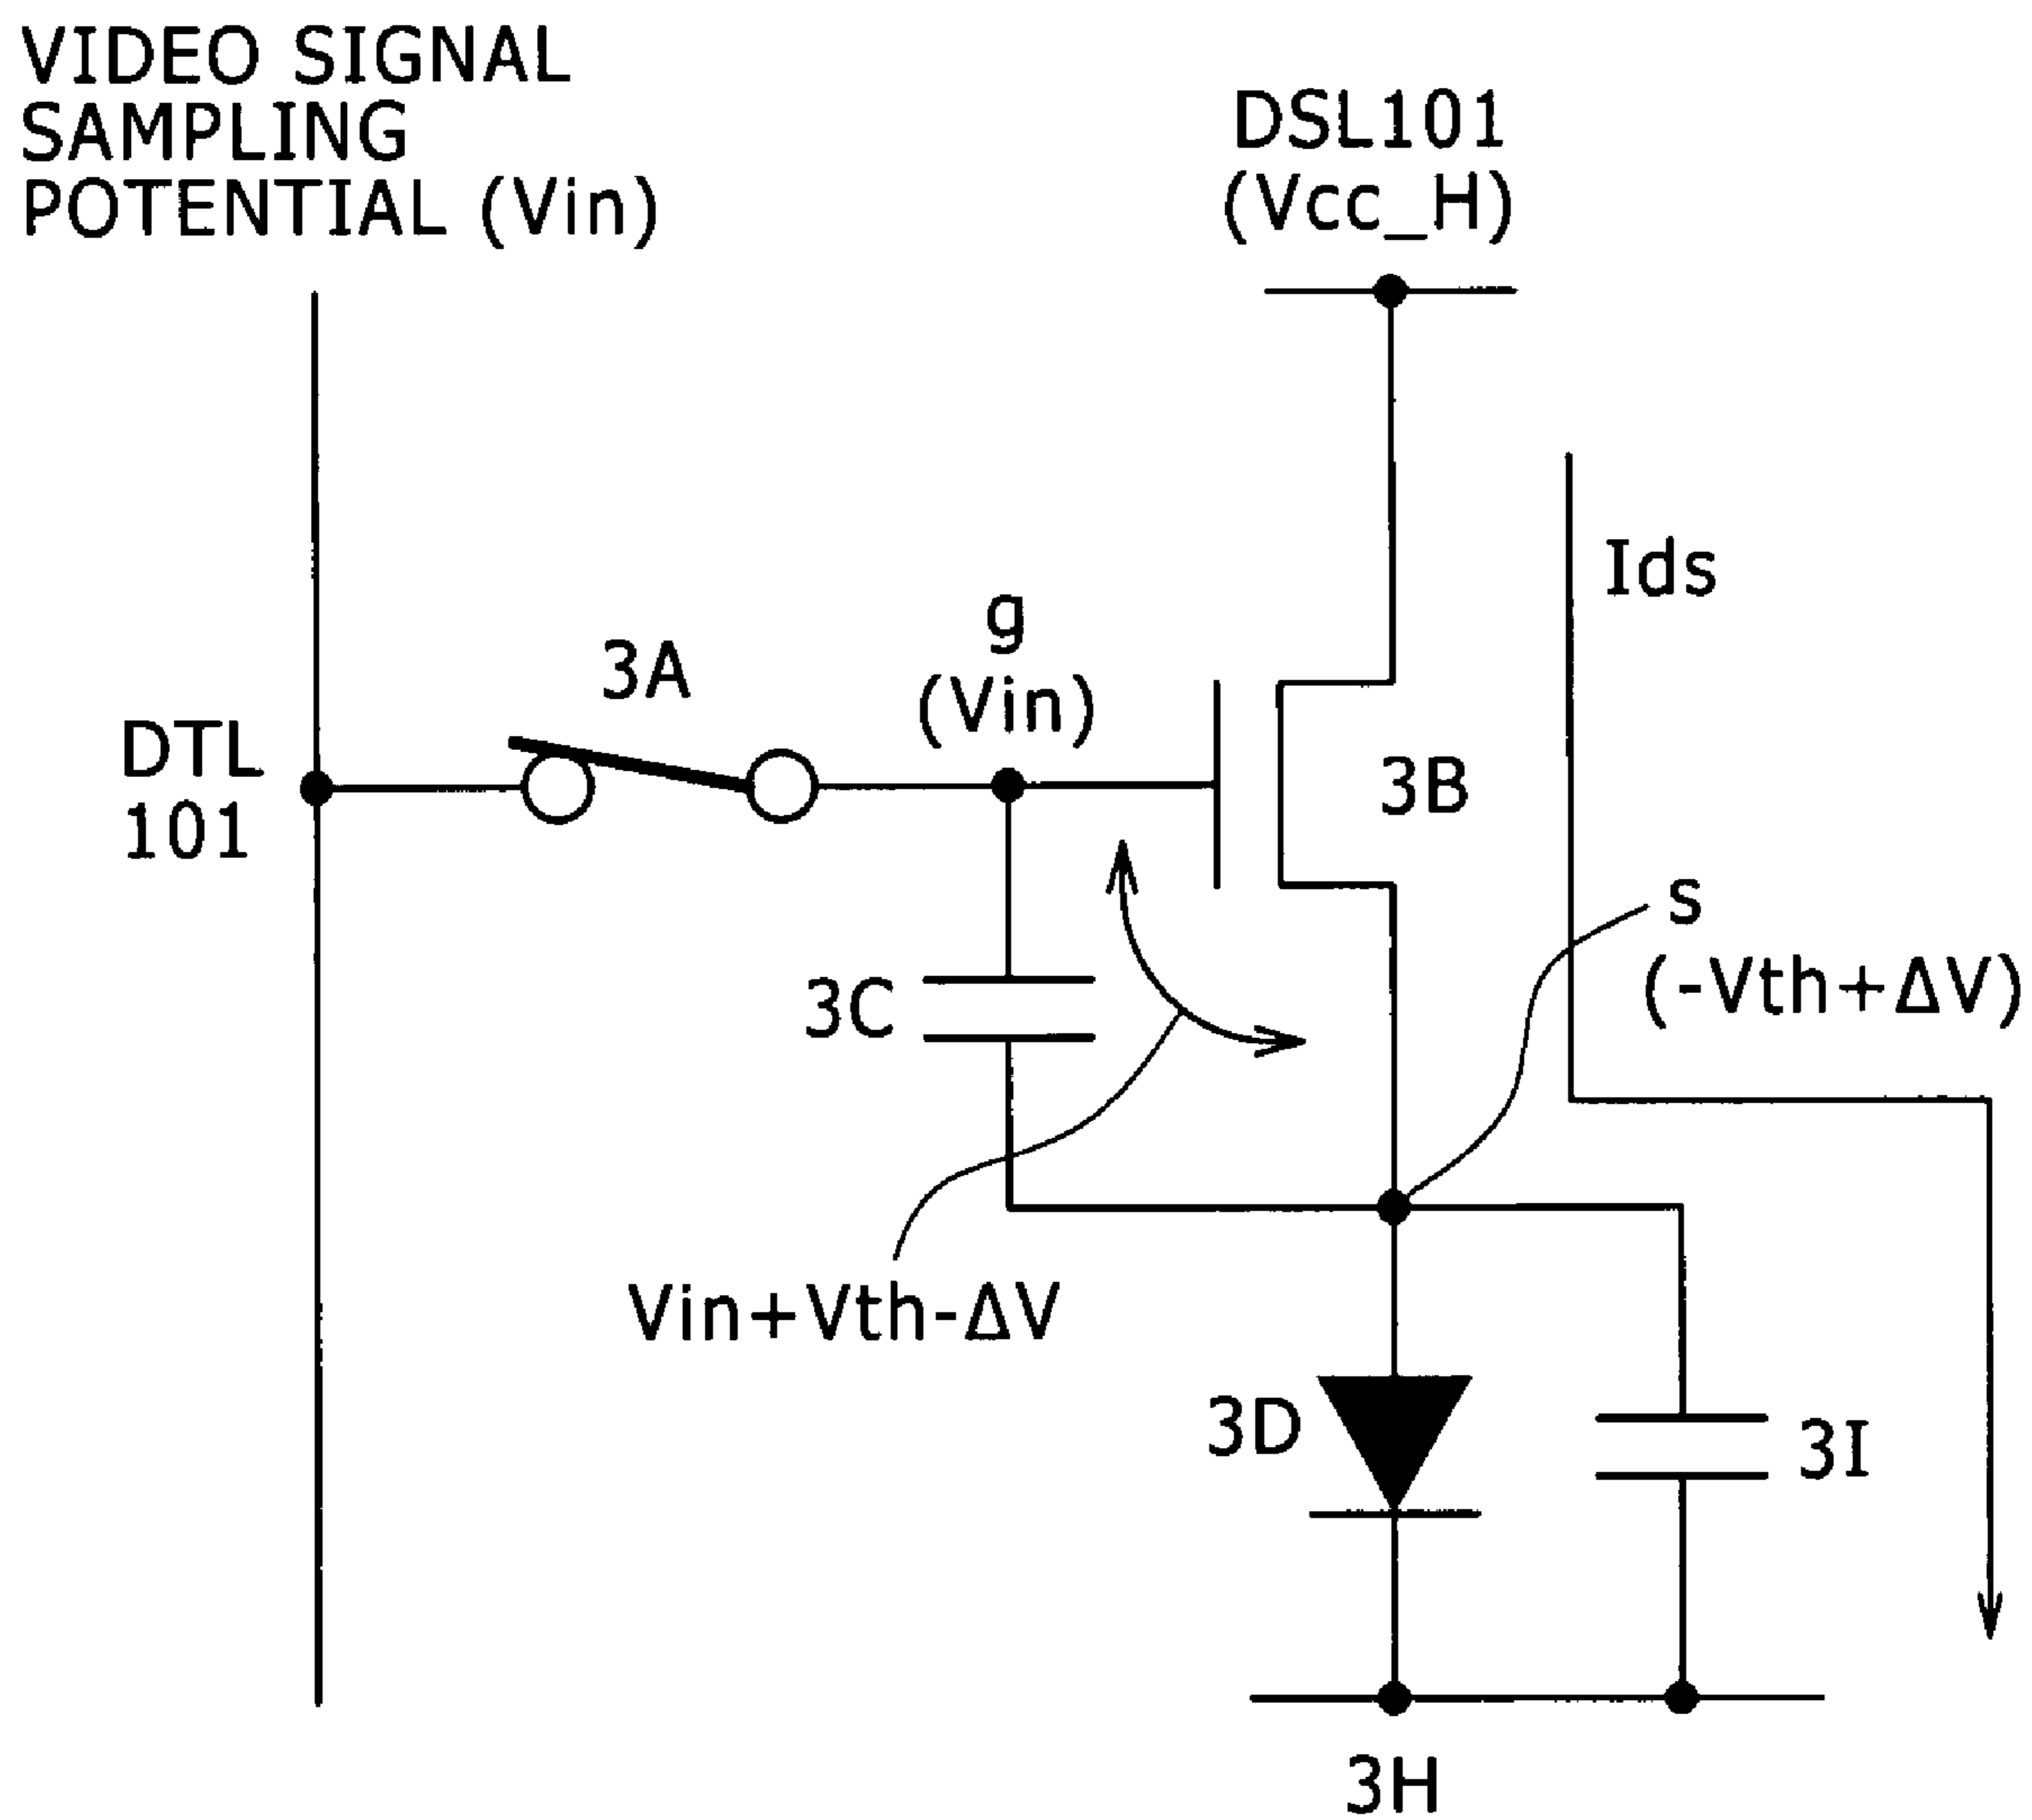 VIDEO SIGNAL
SAMPLING
POTENTIAL (Vin)
DSL101
(Vcc_H)
Ids
g
(Vin)
3A
DTL
101
3B
s
(-Vth+ΔV)
3C
Vin+Vth-ΔV
3D
3I
3H